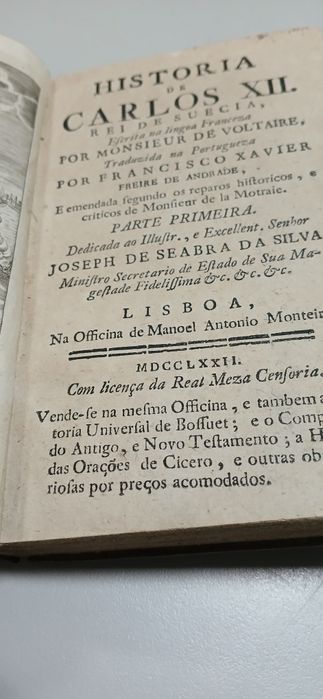 HISTORIA
DE
CARLOS XII.
REI DE SUECIA,
Eſcrita na lingua Franceza
POR MONSIEUR DE VOLTAIRE,
Traduzida na Portugueza
POR FRANCISCO XAVIER
FREIRE DE ANDRADE,
E emendada ſegundo os reparos hiſtoricos, e
criticos de Monſieur de la Motraie.
PARTE PRIMEIRA.
Dedicada ao Illuſtr., e Excellent. Senhor
JOSEPH DE SEABRA DA SILVA
Miniſtro Secretario de Eſtado de Sua Ma-
geſtade Fideliſſima &c. &c. &c.
LISBOA,
Na Officina de Manoel Antonio Monteir
MDCCLXXII.
Com licença da Real Meza Cenſoria.
Vende-ſe na meſma Officina, e tambem a
toria Univerſal de Boſſuet; e o Comp
do Antigo, e Novo Teſtamento; a H
das Orações de Cicero, e outras ob
rioſas por preços acomodados.